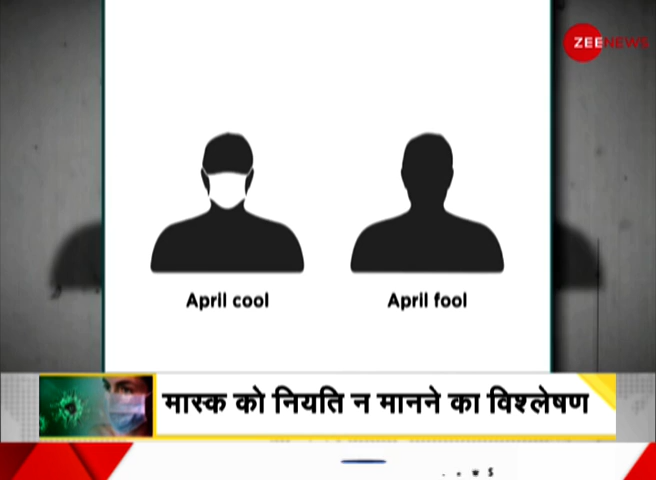 ZEE NEWS
April cool
April fool
मास्क को नियति न मानने का विश्लेषण